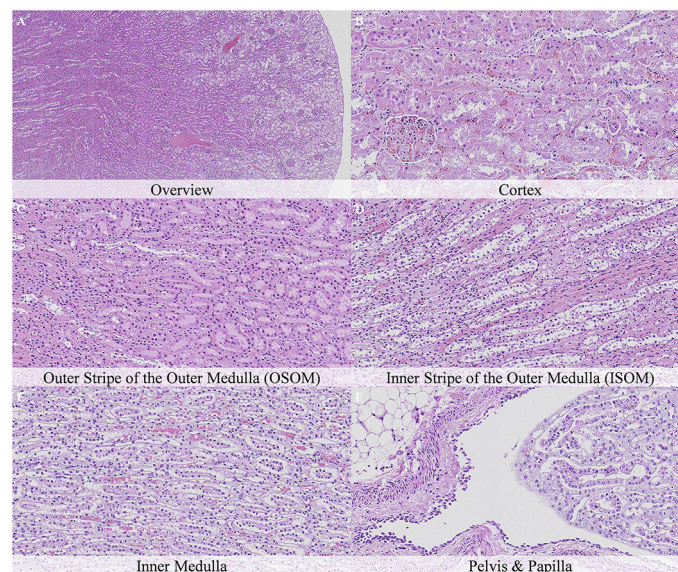 A
B
Overview
Cortex
C
D
Outer Stripe of the Outer Medulla (OSOM)
Inner Stripe of the Outer Medulla (ISOM)
E
F
Inner Medulla
Pelvis & Papilla